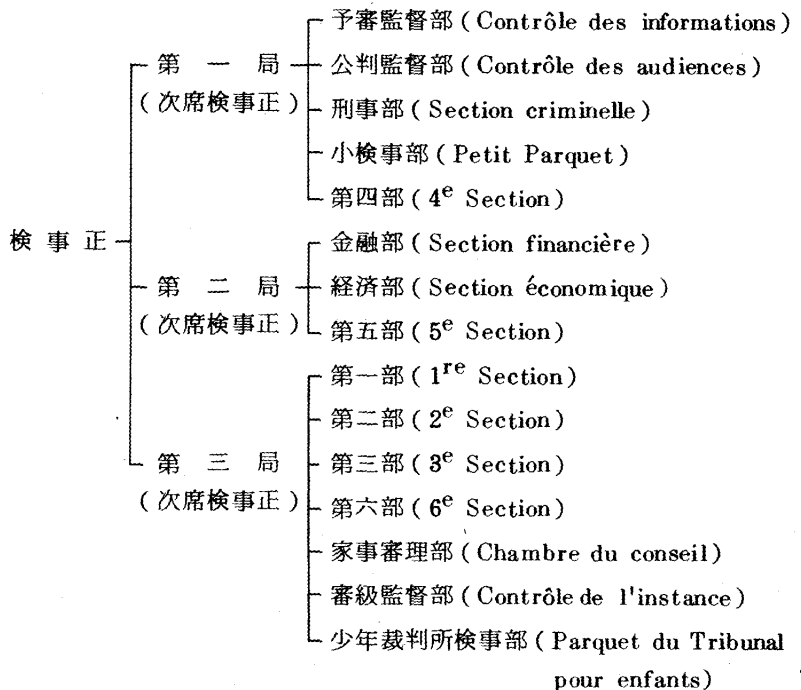 予審監督部 ( Contrôle des informations )
第一局 公判監督部 ( Contrôle des audiences )
(次席検事正) 刑事部 ( Section criminelle )
小検事部 ( Petit Parquet )
第四部 ( 4e Section )
検事正 金融部 ( Section financière )
第二局 経済部 ( Section économique )
(次席検事正) 第五部 ( 5e Section )
第一部 ( 1re Section )
第二部 ( 2e Section )
第三局 第三部 ( 3e Section )
(次席検事正) 第六部 ( 6e Section )
家事審理部 ( Chambre du conseil )
審級監督部 ( Contrôle de l'instance )
少年裁判所検事部 ( Parquet du Tribunal
pour enfants )